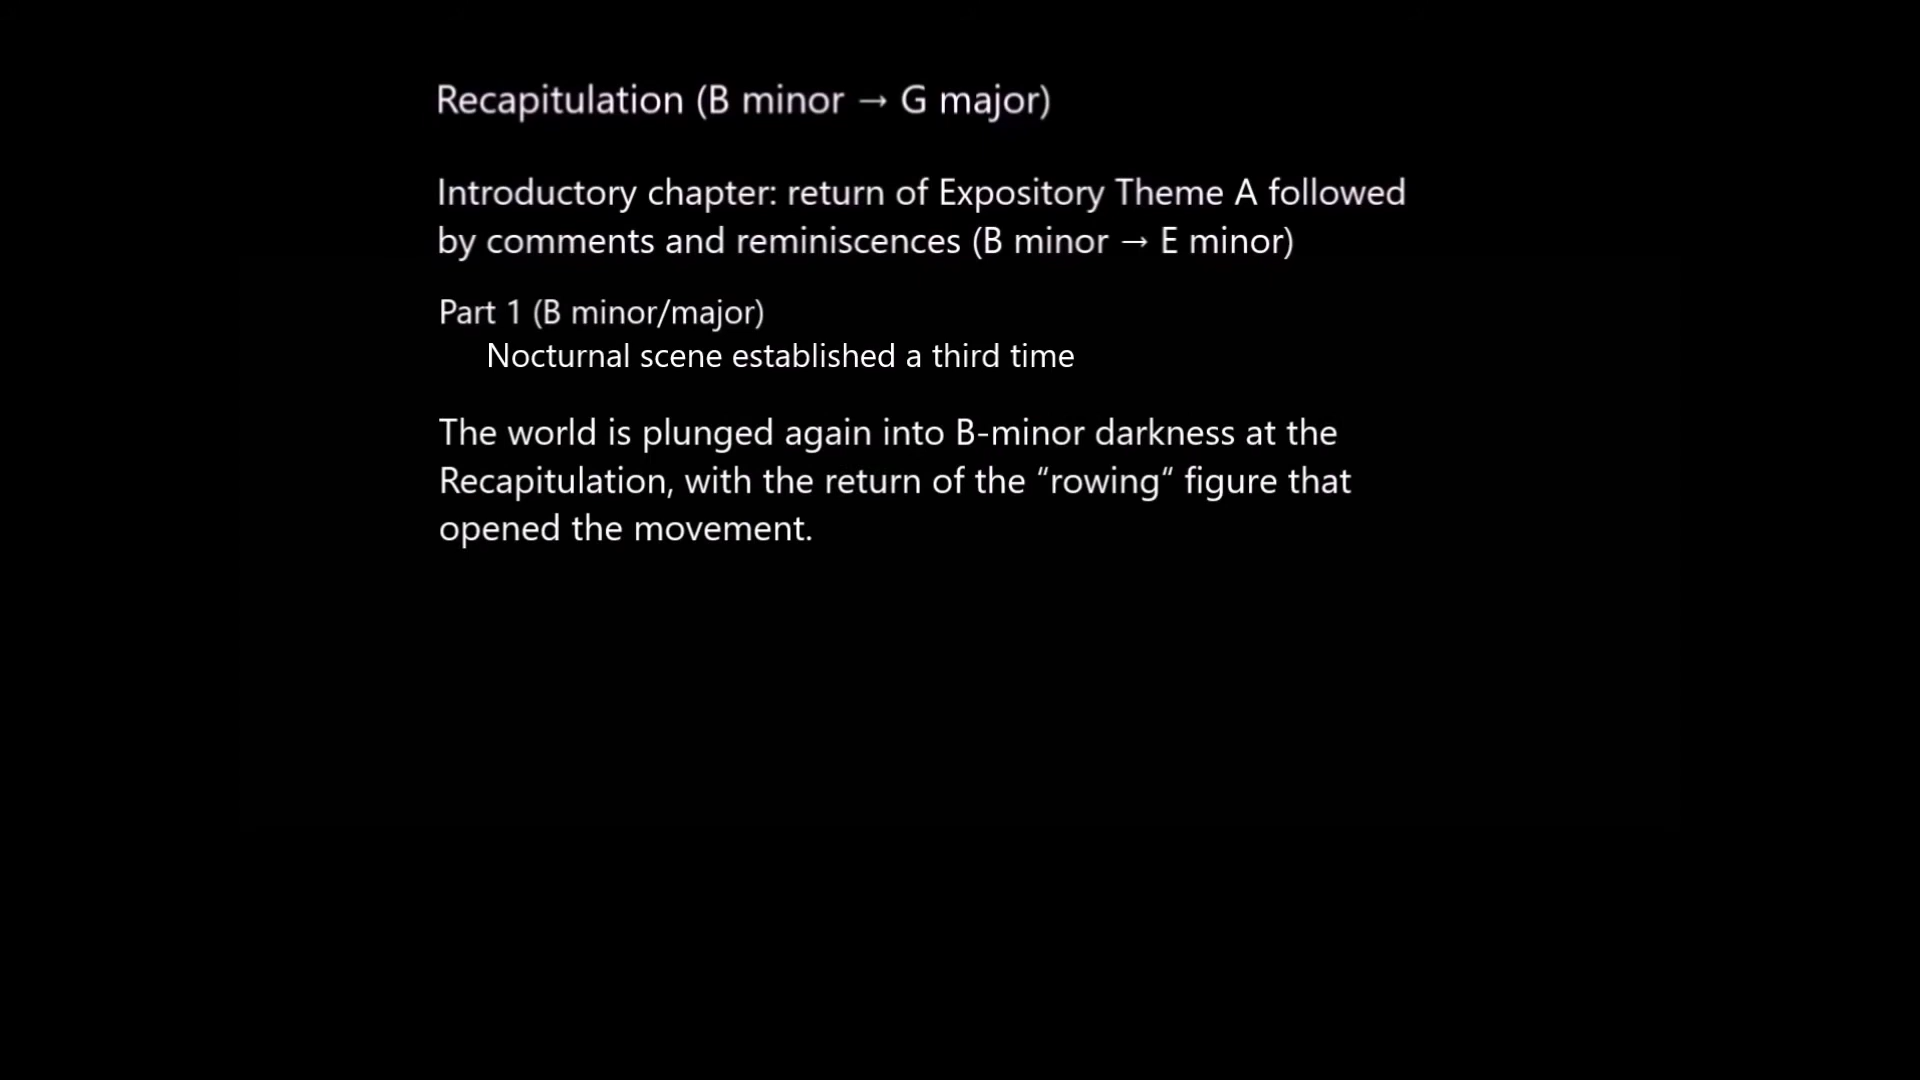 Recapitulation (B minor → G major)
Introductory chapter: return of Expository Theme A followed
by comments and reminiscences (B minor → E minor)
Part 1 (B minor/major)
Nocturnal scene established a third time
The world is plunged again into B-minor darkness at the
Recapitulation, with the return of the “rowing“ figure that
opened the movement.